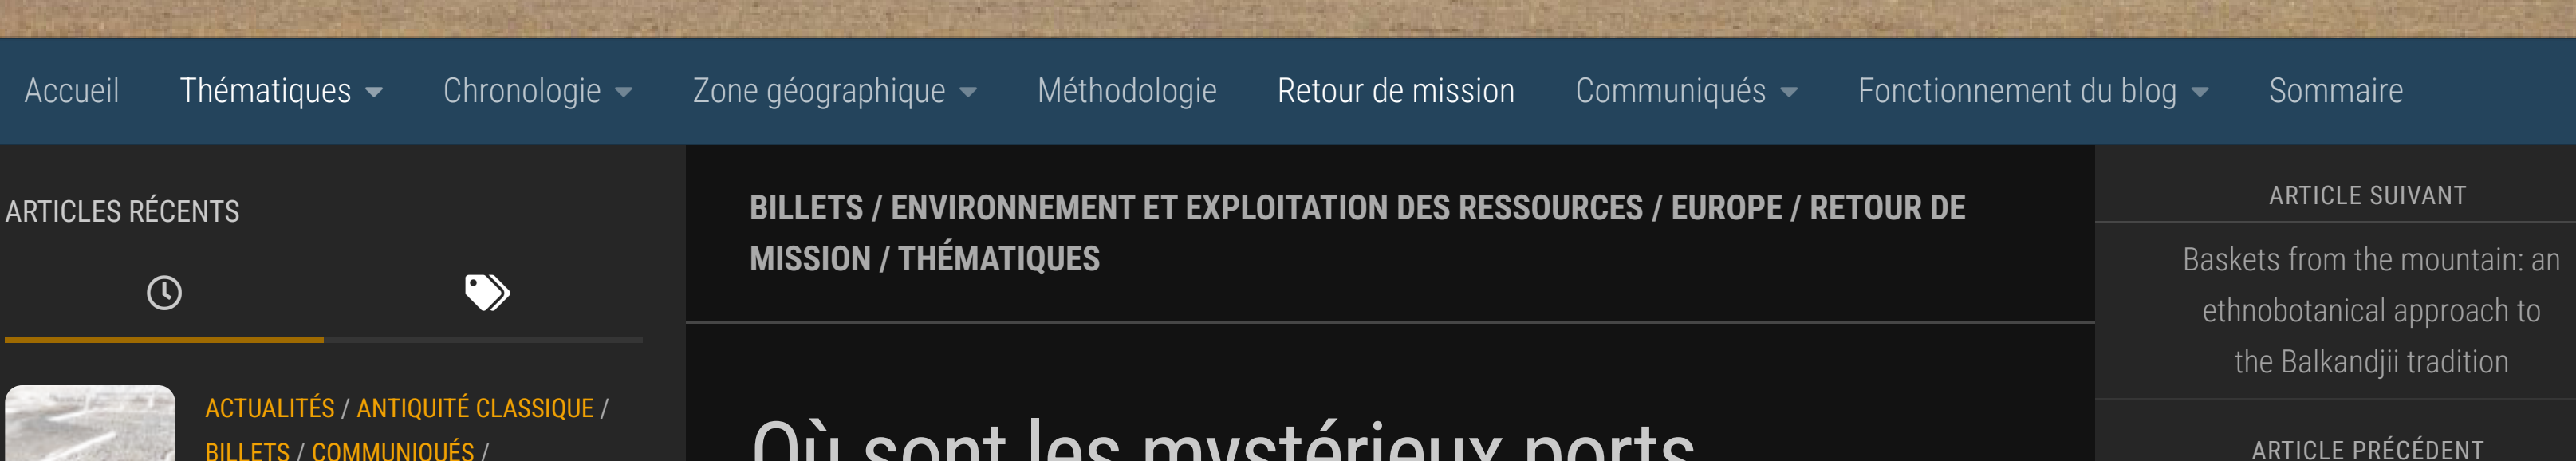 Accueil Thématiques Chronologie Zone géographique Méthodologie Retour de mission Communiqués Fonctionnement du blog Sommaire
ARTICLES RÉCENTS
ACTUALITÉS / ANTIQUITÉ CLASSIQUE /
BILLETS / COMMUNIQUÉS /
BILLETS / ENVIRONNEMENT ET EXPLOITATION DES RESSOURCES / EUROPE / RETOUR DE
MISSION / THÉMATIQUES
Où sont les mystérieux ports
ARTICLE SUIVANT
Baskets from the mountain: an
ethnobotanical approach to
the Balkandjii tradition
ARTICLE PRÉCÉDENT